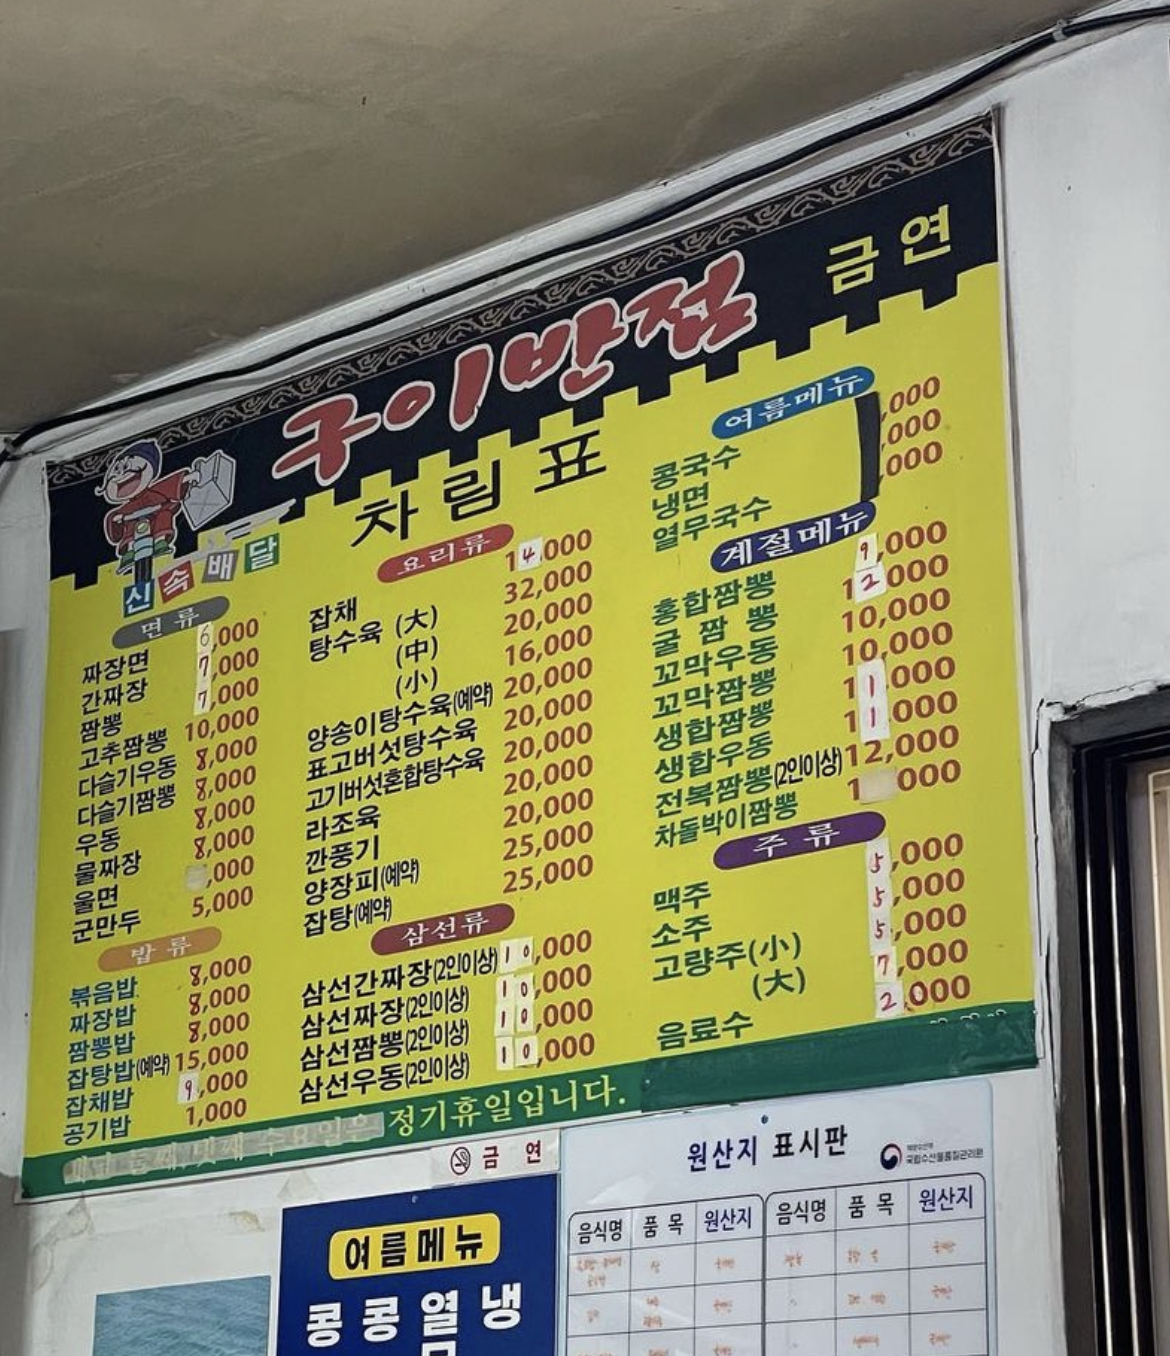 구이반점
금연
차림표
신속배달
면류
짜장면 6,000
간짜장 7,000
짬뽕 7,000
고추짬뽕 10,000
다슬기우동 8,000
다슬기짬뽕 8,000
우동 8,000
물짜장 8,000
울면 ,000
군만두 5,000
밥류
볶음밥 8,000
짜장밥 8,000
짬뽕밥 8,000
잡탕밥(예약) 15,000
잡채밥 9,000
공기밥 1,000
요리류
잡채 14,000
탕수육 (大) 32,000
(中) 20,000
(小) 16,000
양송이탕수육(예약) 20,000
표고버섯탕수육 20,000
고기버섯혼합탕수육 20,000
라조육 20,000
깐풍기 20,000
양장피(예약) 25,000
잡탕(예약) 25,000
삼선류
삼선간짜장(2인이상) 10,000
삼선짜장(2인이상) 10,000
삼선짬뽕(2인이상) 10,000
삼선우동(2인이상) 10,000
여름메뉴
콩국수 ,000
냉면 ,000
열무국수 ,000
계절메뉴
홍합짬뽕 9,000
굴짬뽕 12,000
꼬막우동 10,000
꼬막짬뽕 10,000
생합짬뽕 11,000
생합우동 11,000
전복짬뽕(2인이상) 12,000
차돌박이짬뽕 1 ,000
주류
맥주 5,000
소주 5,000
고량주(小) 5,000
(大) 7,000
음료수 2,000
정기휴일입니다.
금연
여름메뉴
콩 콩 열 냉
원산지 표시판
국립수산물품질관리원
음식명 품목 원산지 음식명 품목 원산지